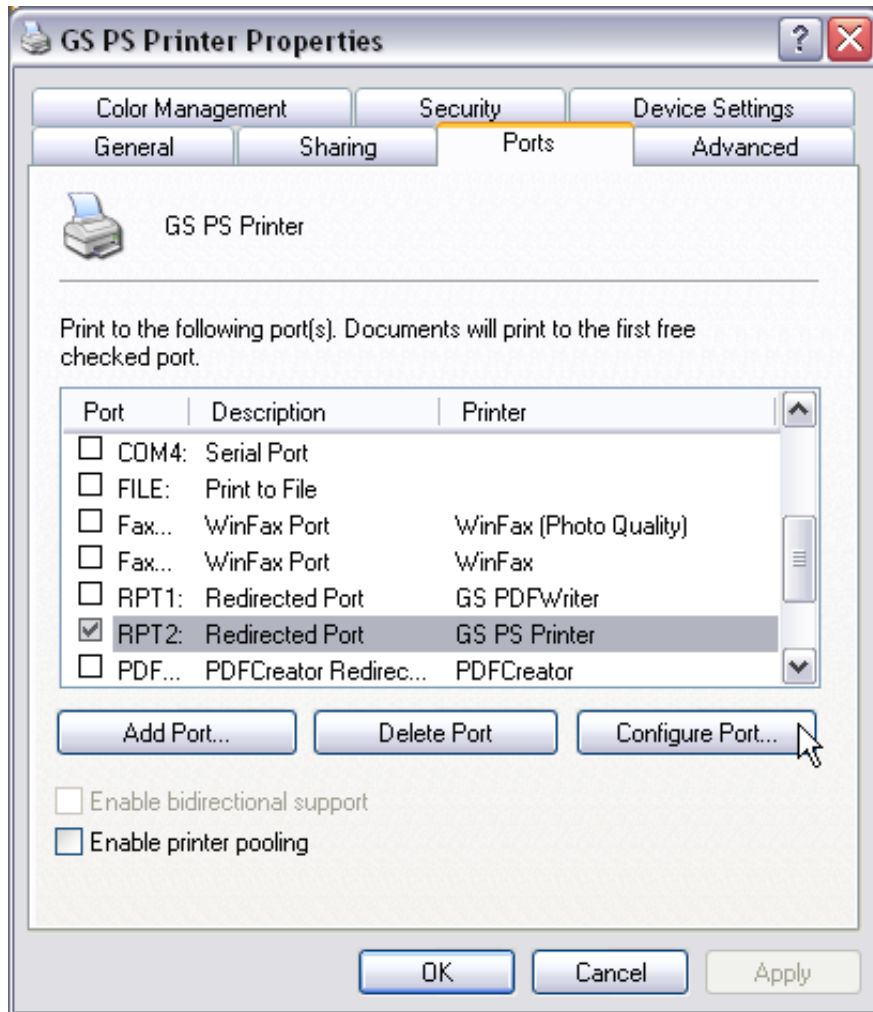 GS PS Printer Properties
Color Management Security Device Settings
General Sharing Ports Advanced
GS PS Printer
Print to the following port(s). Documents will print to the first free
checked port.
Port Description Printer
COM4: Serial Port
FILE: Print to File
Fax... WinFax Port WinFax (Photo Quality)
Fax... WinFax Port WinFax
RPT1: Redirected Port GS PDFWriter
RPT2: Redirected Port GS PS Printer
PDF... PDFCreator Redirec... PDFCreator
Add Port... Delete Port Configure Port...
Enable bidirectional support
Enable printer pooling
OK Cancel Apply